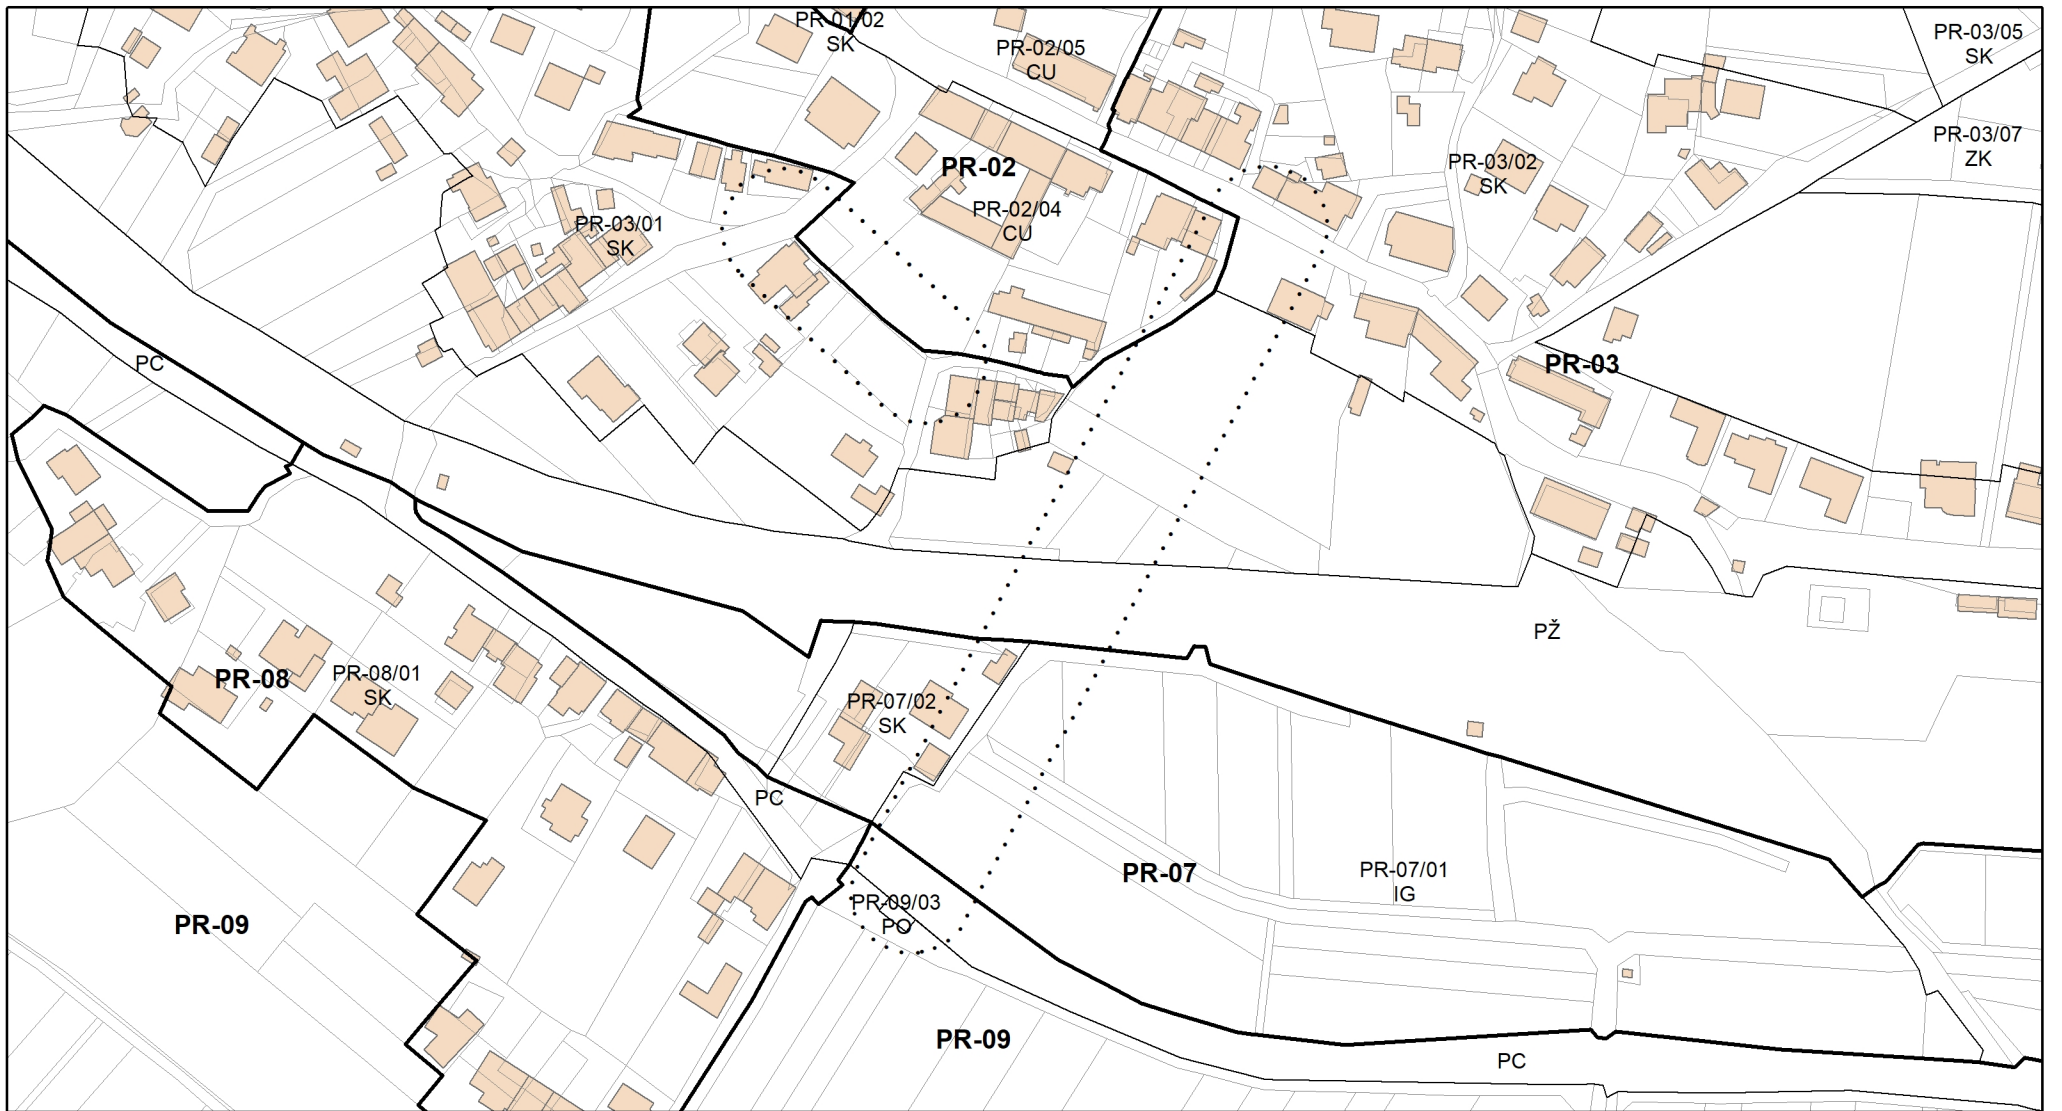 PR-01/02
SK
PR-02/05
CU
PR-03/05
SK
PR-03/07
ZK
PR-02
PR-03/02
SK
PR-02/04
CU
PR-03/01
SK
PC
PR-03
PŽ
PR-08
PR-08/01
SK
PR-07/02
SK
PC
PR-07
PR-07/01
IG
PR-09/03
PO
PR-09
PR-09
PC